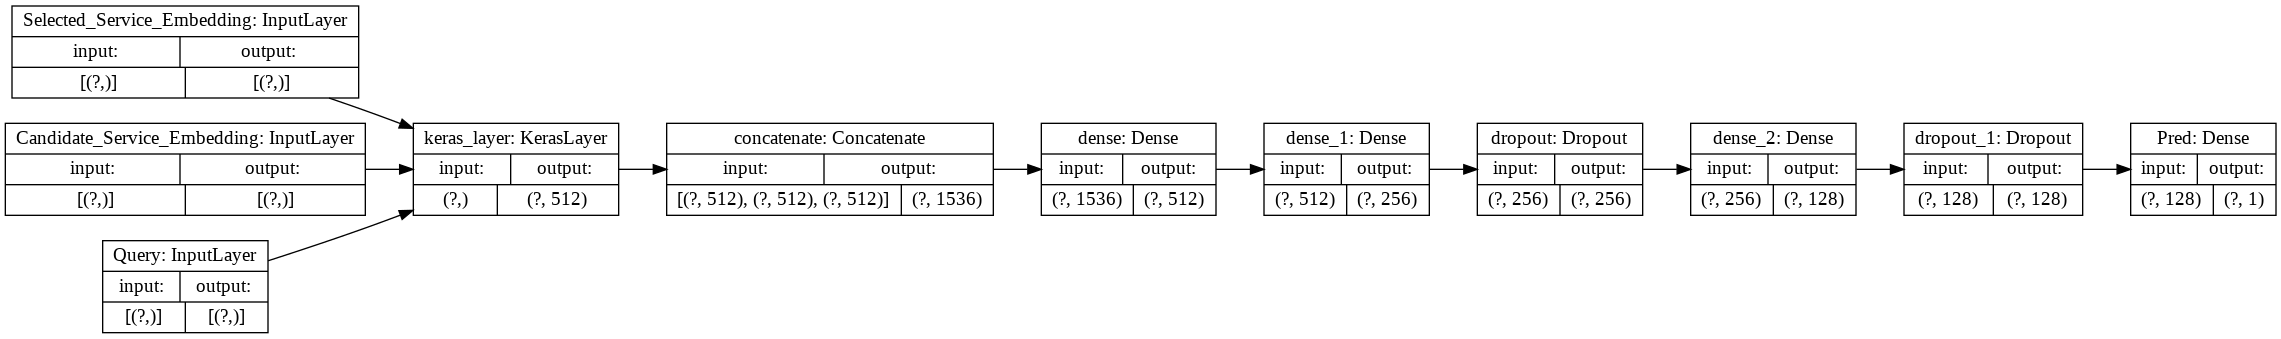 Selected_Service_Embedding: InputLayer
input: output:
[(?,)] [(?,)]
Candidate_Service_Embedding: InputLayer
input: output:
[(?,)] [(?,)]
Query: InputLayer
input: output:
[(?,)] [(?,)]
keras_layer: KerasLayer
input: output:
(?,) (?, 512)
concatenate: Concatenate
input: output:
[(?, 512), (?, 512), (?, 512)] (?, 1536)
dense: Dense
input: output:
(?, 1536) (?, 512)
dense_1: Dense
input: output:
(?, 512) (?, 256)
dropout: Dropout
input: output:
(?, 256) (?, 256)
dense_2: Dense
input: output:
(?, 256) (?, 128)
dropout_1: Dropout
input: output:
(?, 128) (?, 128)
Pred: Dense
input: output:
(?, 128) (?, 1)